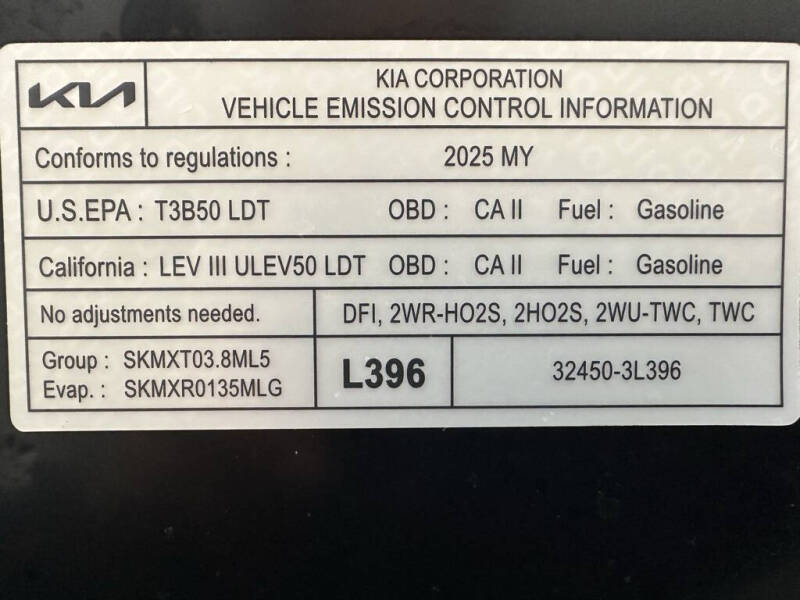 KIA
KIA CORPORATION
VEHICLE EMISSION CONTROL INFORMATION
Conforms to regulations : 2025 MY
U.S.EPA : T3B50 LDT OBD : CA II Fuel : Gasoline
California : LEV III ULEV50 LDT OBD : CA II Fuel : Gasoline
No adjustments needed. DFI, 2WR-HO2S, 2HO2S, 2WU-TWC, TWC
Group : SKMXT03.8ML5
Evap. : SKMXR0135MLG
L396
32450-3L396